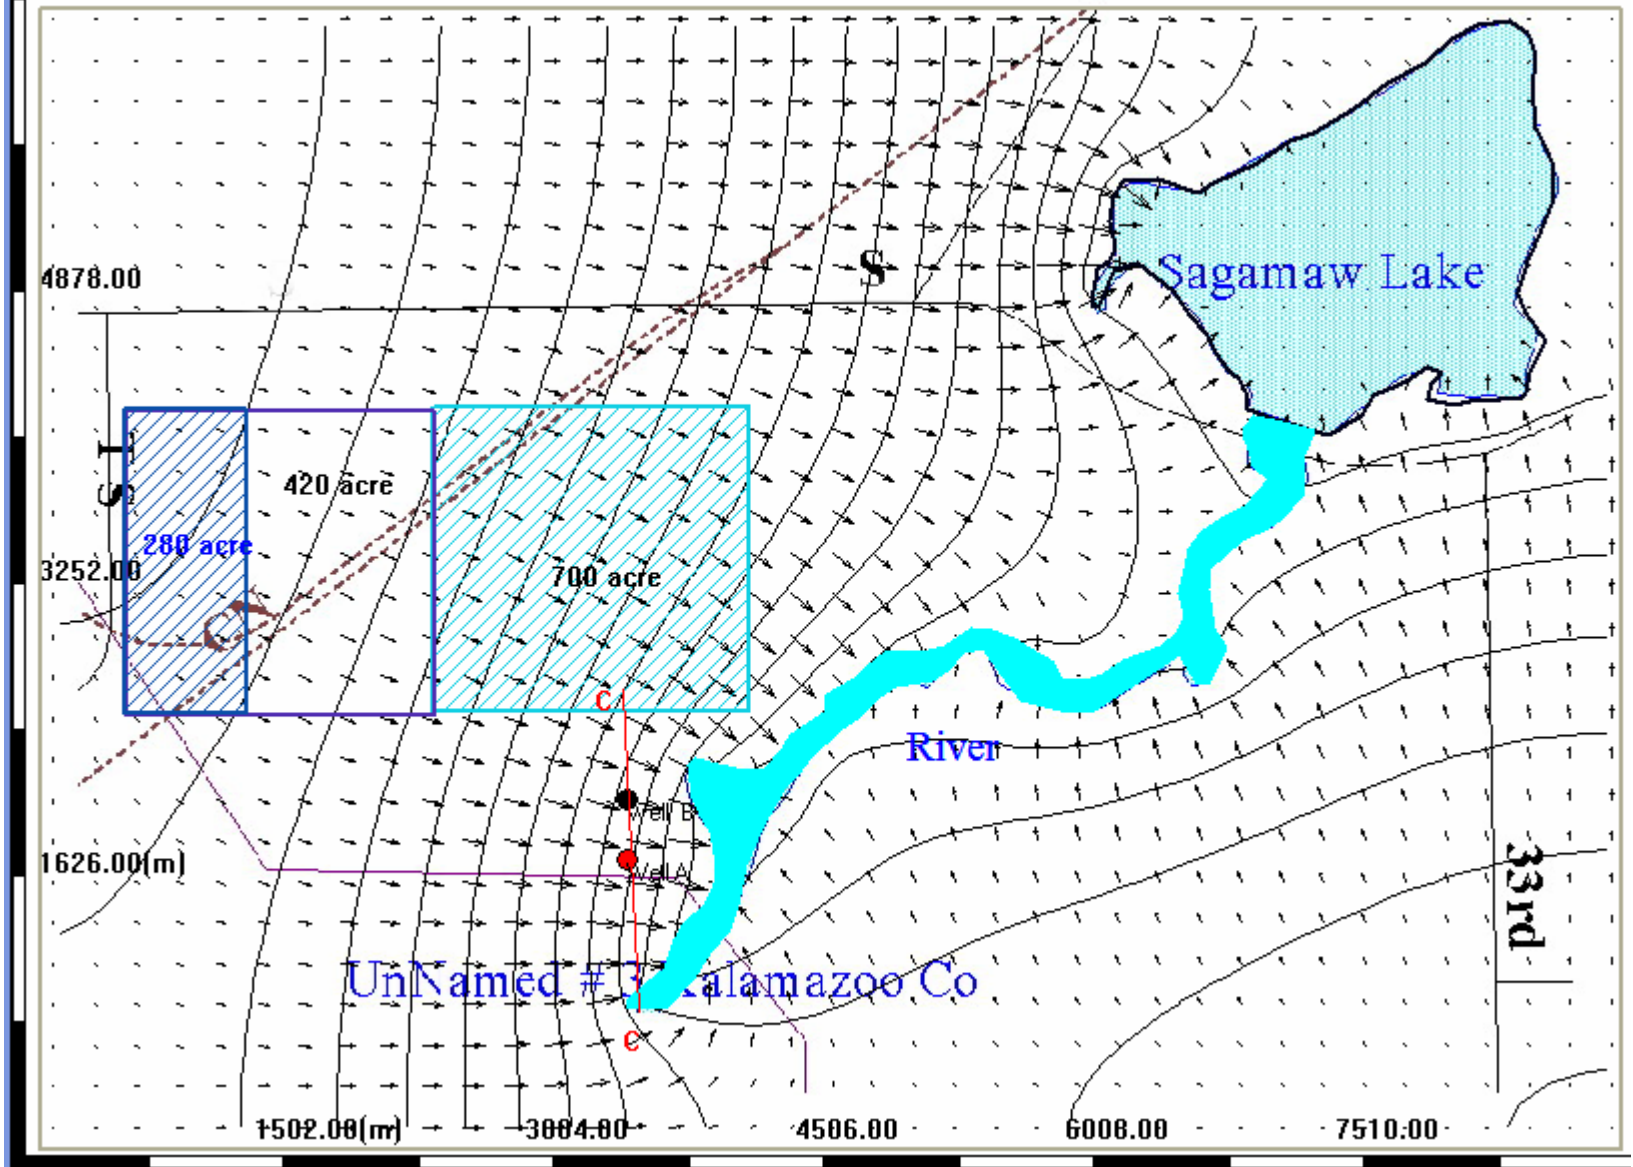 S
4878.00
Sagamaw Lake
S T
420 acre
280 acre
3252.00
700 acre
C
River
Well B
1626.00(m)
Well A
33rd
UnNamed # 3 Kalamazoo Co
C
1502.00(m)
3004.00
4506.00
6008.00
7510.00